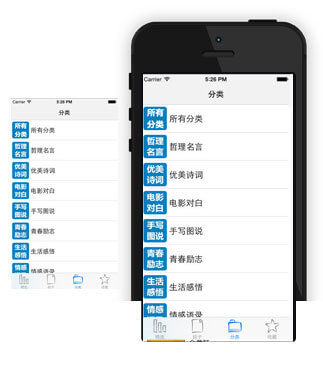 Carrier 5:26 PM
分类
所有
分类
所有分类
哲理
名言
哲理名言
优美
诗词
优美诗词
电影
对白
电影对白
手写
图说
手写图说
青春
励志
青春励志
生活
感悟
生活感悟
情感
情感语录
分类
收藏
Carrier 5:26 PM
分类
所有
分类
所有分类
哲理
名言
哲理名言
优美
诗词
优美诗词
电影
对白
电影对白
手写
图说
手写图说
青春
励志
青春励志
生活
感悟
生活感悟
情感
情感语录
精选
分类
收藏